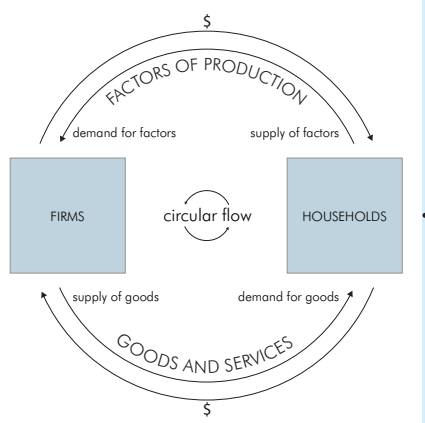 $
FACTORS OF PRODUCTION
demand for factors
supply of factors
FIRMS
circular flow
HOUSEHOLDS
supply of goods
demand for goods
GOODS AND SERVICES
$